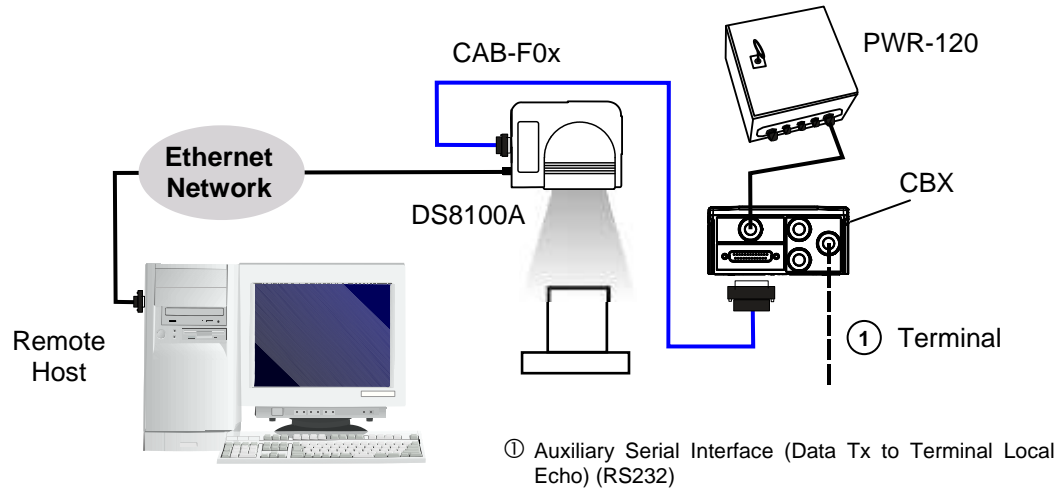 CAB-F0x
PWR-120
Ethernet
Network
DS8100A
CBX
Remote
Host
1 Terminal
① Auxiliary Serial Interface (Data Tx to Terminal Local
Echo) (RS232)